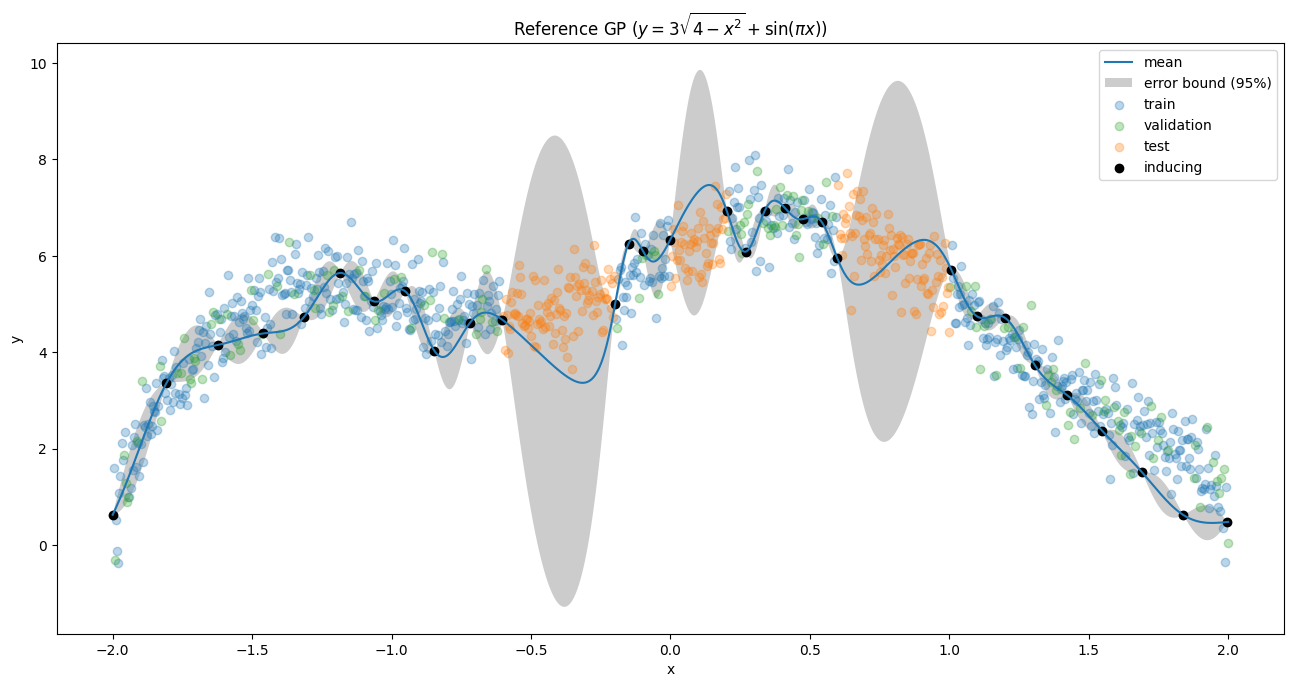 Reference GP (y = 3√(4 − x²) + sin(πx))
mean
error bound (95%)
train
validation
test
inducing
y
10
8
6
4
2
0
−2.0 −1.5 −1.0 −0.5 0.0 0.5 1.0 1.5 2.0
x